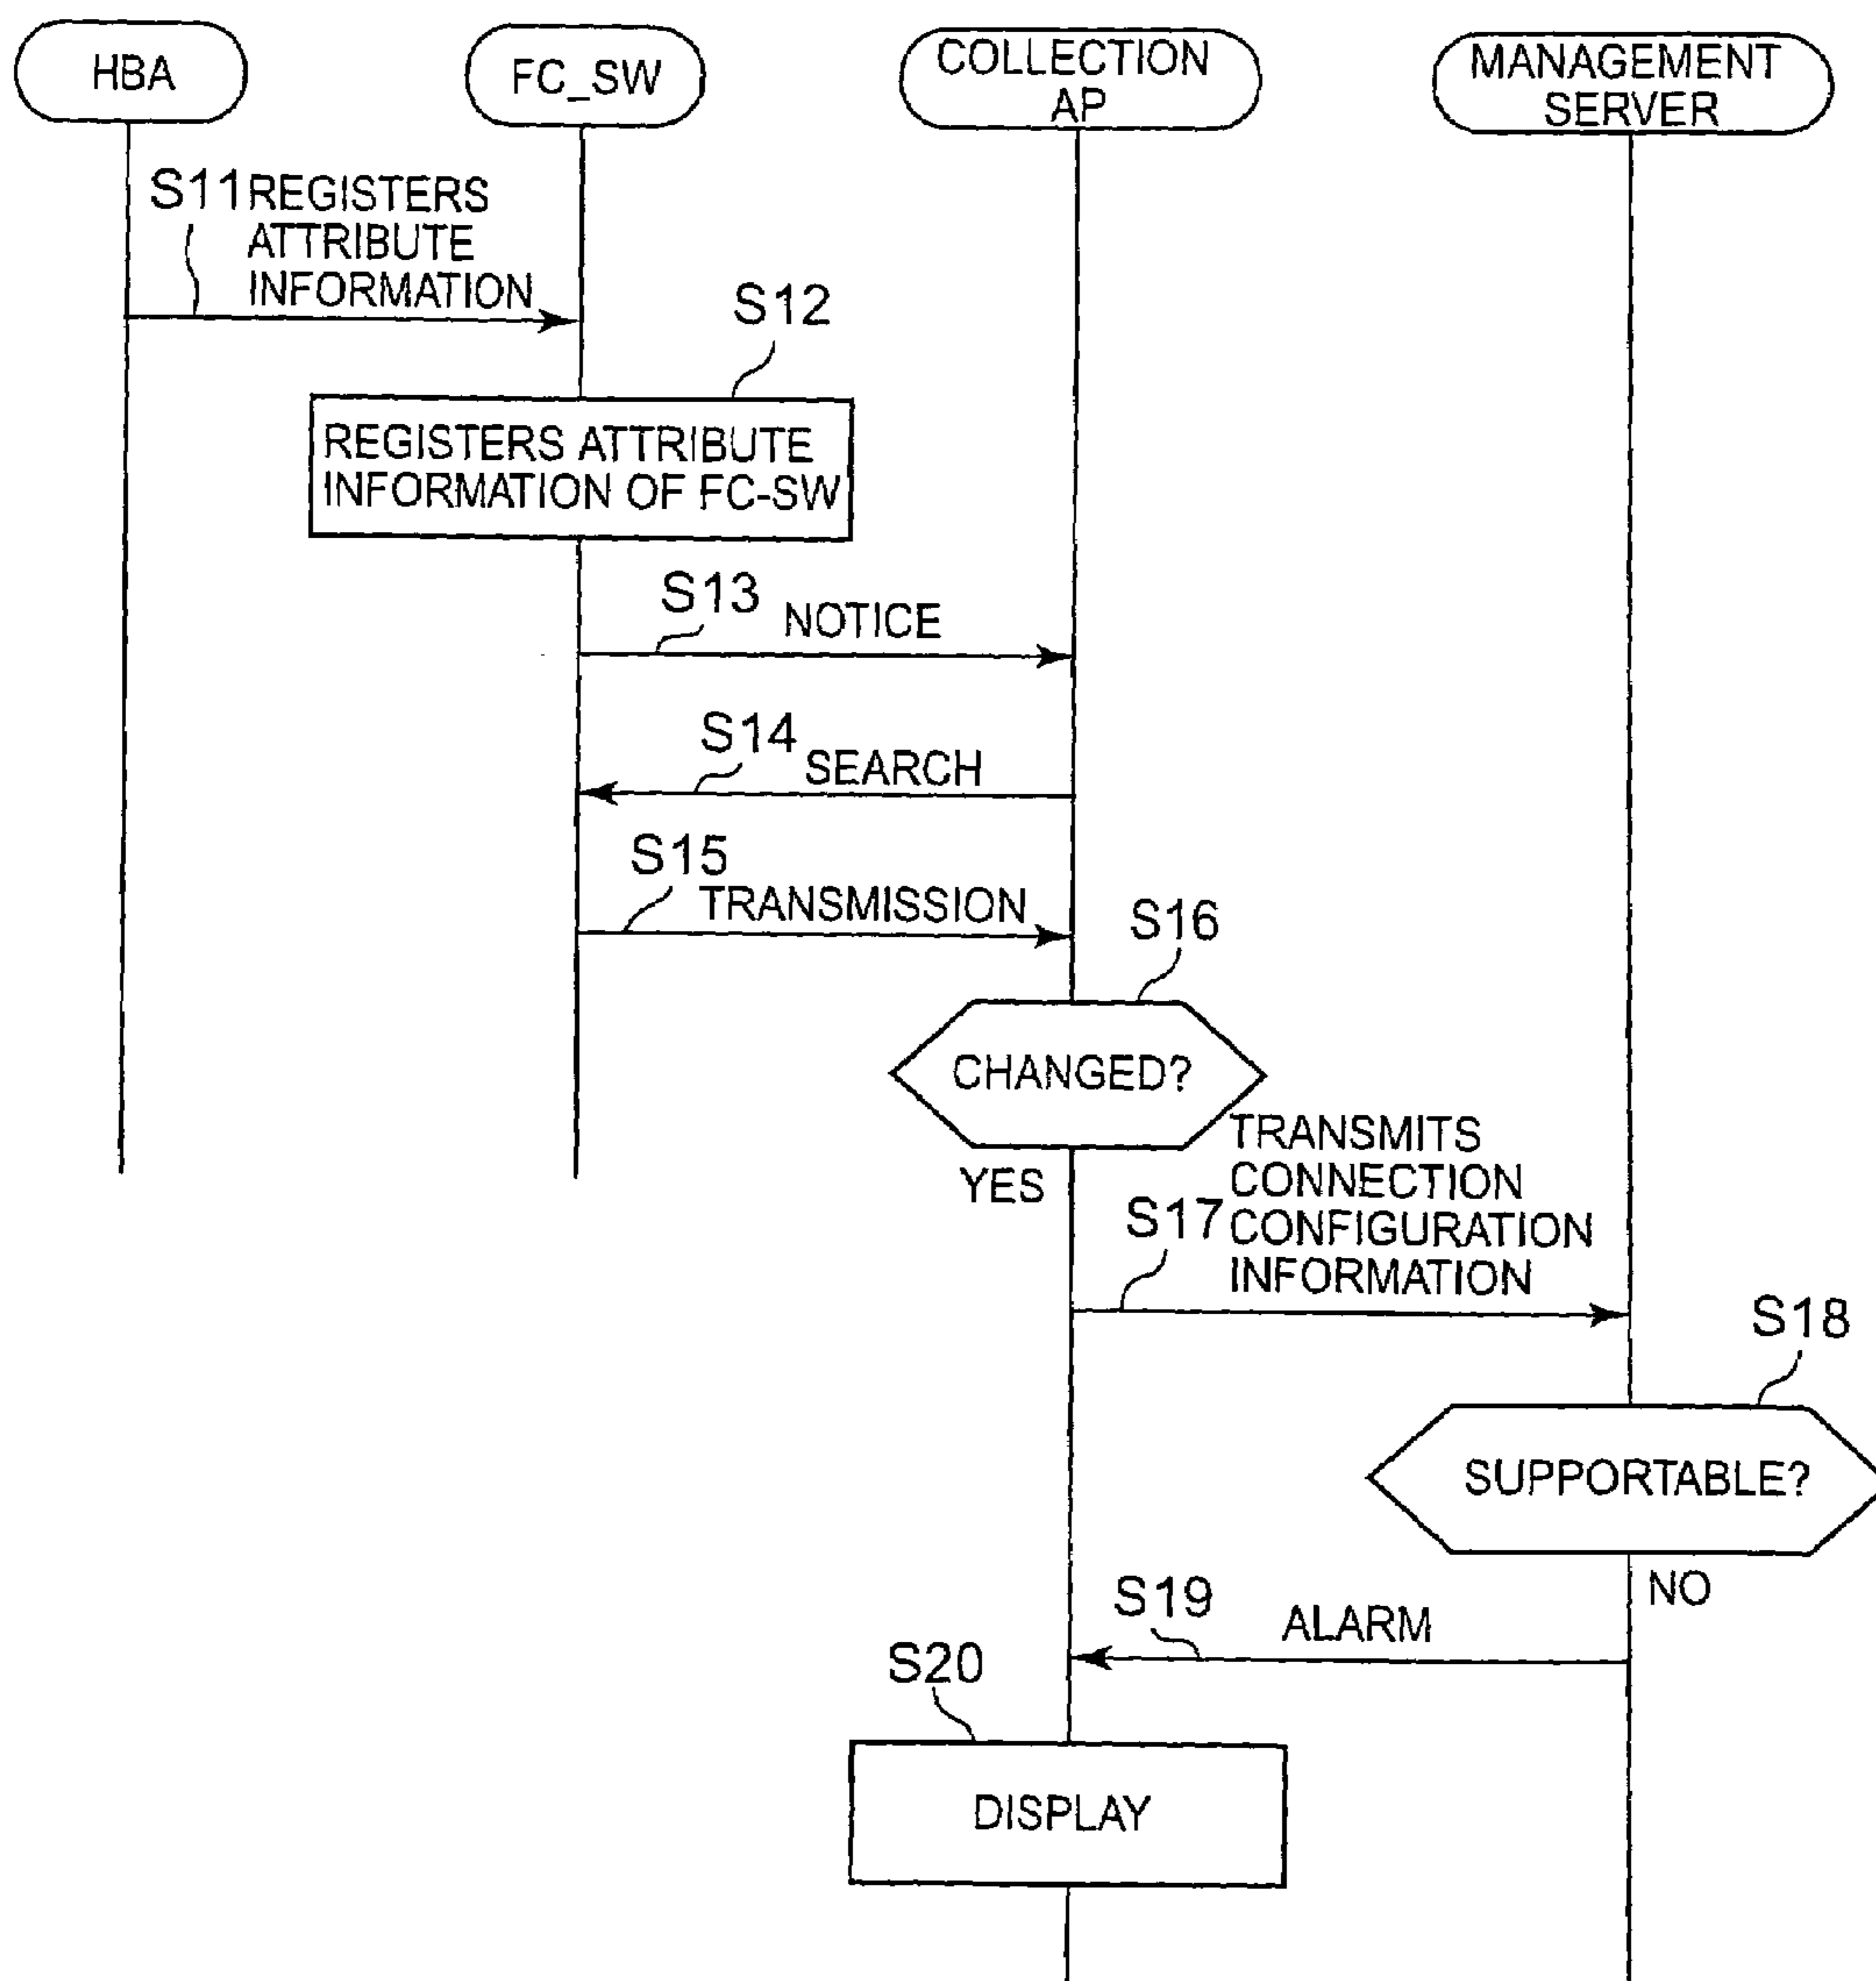 HBA
FC_SW
COLLECTION
AP
MANAGEMENT
SERVER
S11
REGISTERS
ATTRIBUTE
INFORMATION
S12
REGISTERS ATTRIBUTE
INFORMATION OF FC-SW
S13
NOTICE
S14
SEARCH
S15
TRANSMISSION
S16
CHANGED?
YES
S17
TRANSMITS
CONNECTION
CONFIGURATION
INFORMATION
S18
SUPPORTABLE?
NO
S19
ALARM
S20
DISPLAY